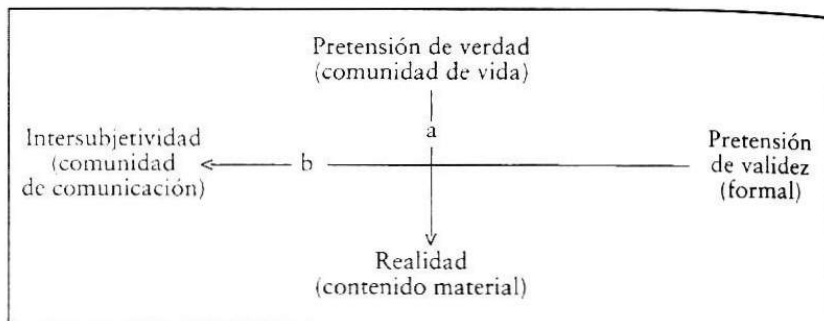 Pretensión de verdad
(comunidad de vida)
a
Intersubjetividad
(comunidad
de comunicación)
b
Pretensión
de validez
(formal)
Realidad
(contenido material)